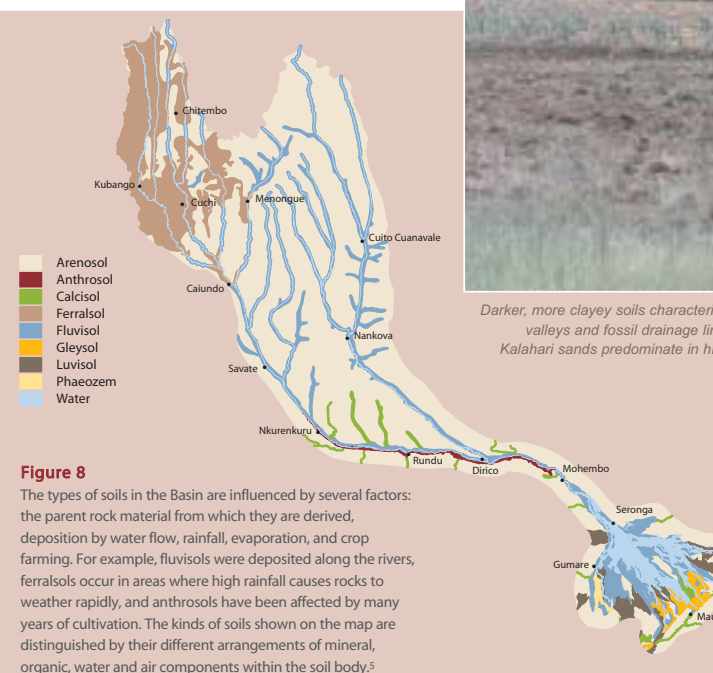 Chitembo
Kubango
Cuchi
Menongue
Cuito Cuanavale
Caiundo
Nankova
Savate
Nkurenkuru
Rundu
Dirico
Mohembo
Seronga
Gumare
Arenosol
Anthrosol
Calcisol
Ferralsol
Fluvisol
Gleysol
Luvisol
Phaeozem
Water
Darker, more clayey soils
valleys and fossil drainage
Kalahari sands predominate in
Figure 8
The types of soils in the Basin are influenced by several factors:
the parent rock material from which they are derived,
deposition by water flow, rainfall, evaporation, and crop
farming. For example, fluvisols were deposited along the rivers,
ferralsols occur in areas where high rainfall causes rocks to
weather rapidly, and anthrosols have been affected by many
years of cultivation. The kinds of soils shown on the map are
distinguished by their different arrangements of mineral,
organic, water and air components within the soil body.5